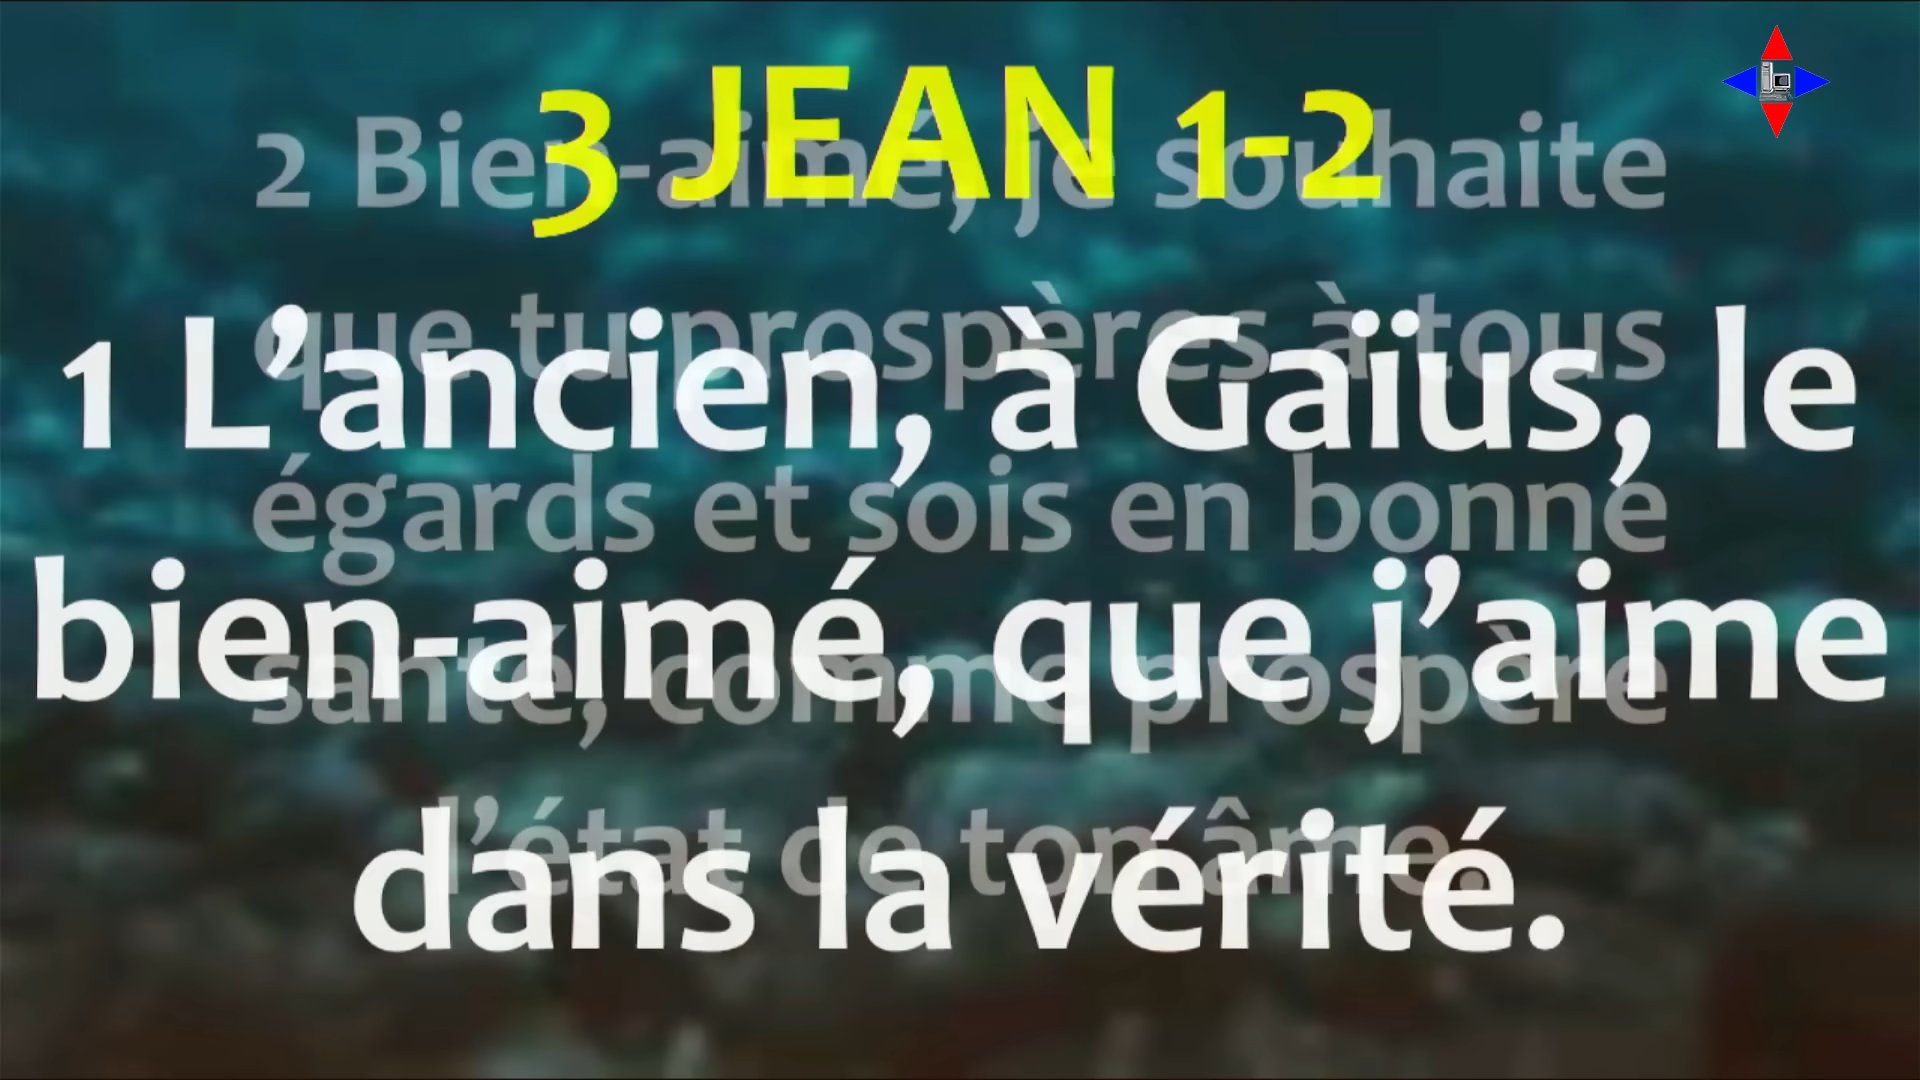 3 JEAN 1-2
1 L’ancien, à Gaïus, le
bien-aimé, que j’aime
dans la vérité.
2 Bien-aimé, je souhaite
que tu prospères à tous
égards et sois en bonne
santé, comme prospère
l’état de ton âme.